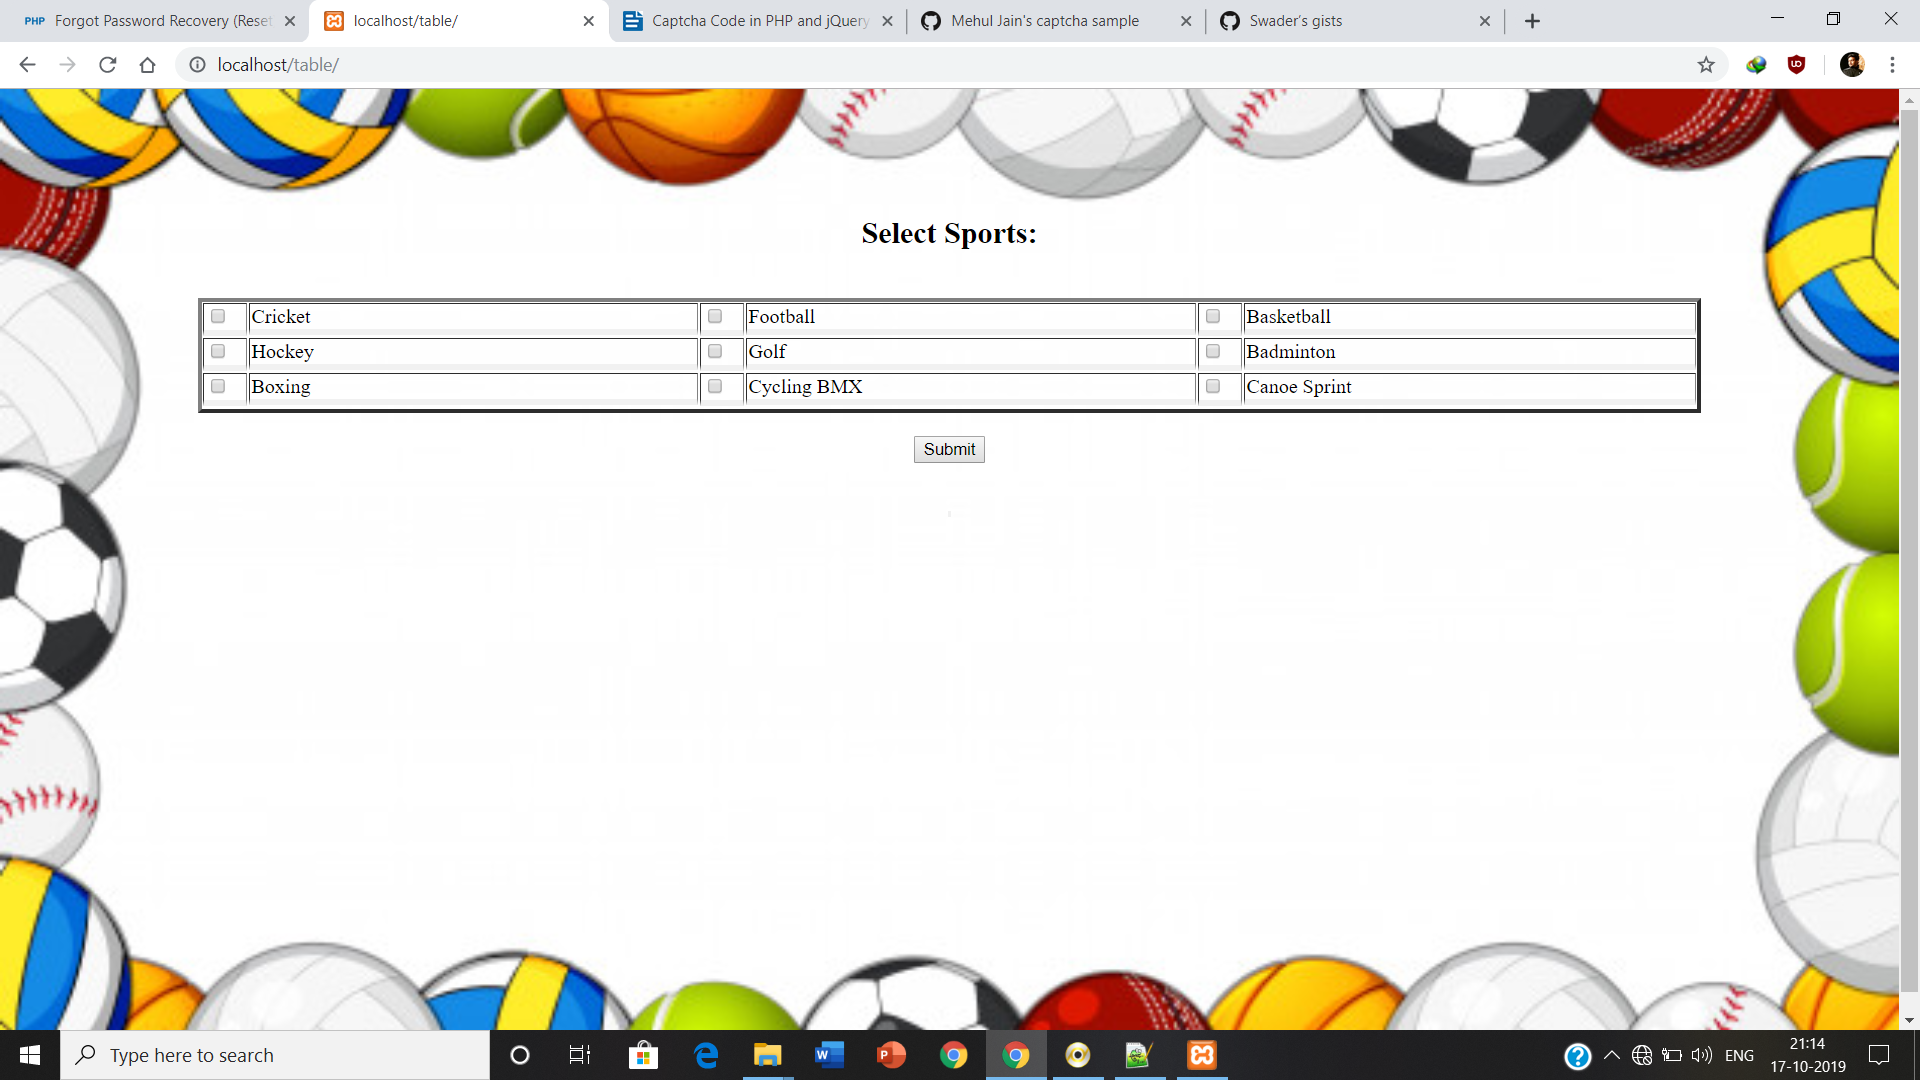 PHP Forgot Password Recovery (Reset
localhost/table/
Captcha Code in PHP and jQuery
Mehul Jain's captcha sample
Swader's gists
localhost/table/
Select Sports:
Cricket Football Basketball
Hockey Golf Badminton
Boxing Cycling BMX Canoe Sprint
Submit
Type here to search
ENG
21:14
17-10-2019